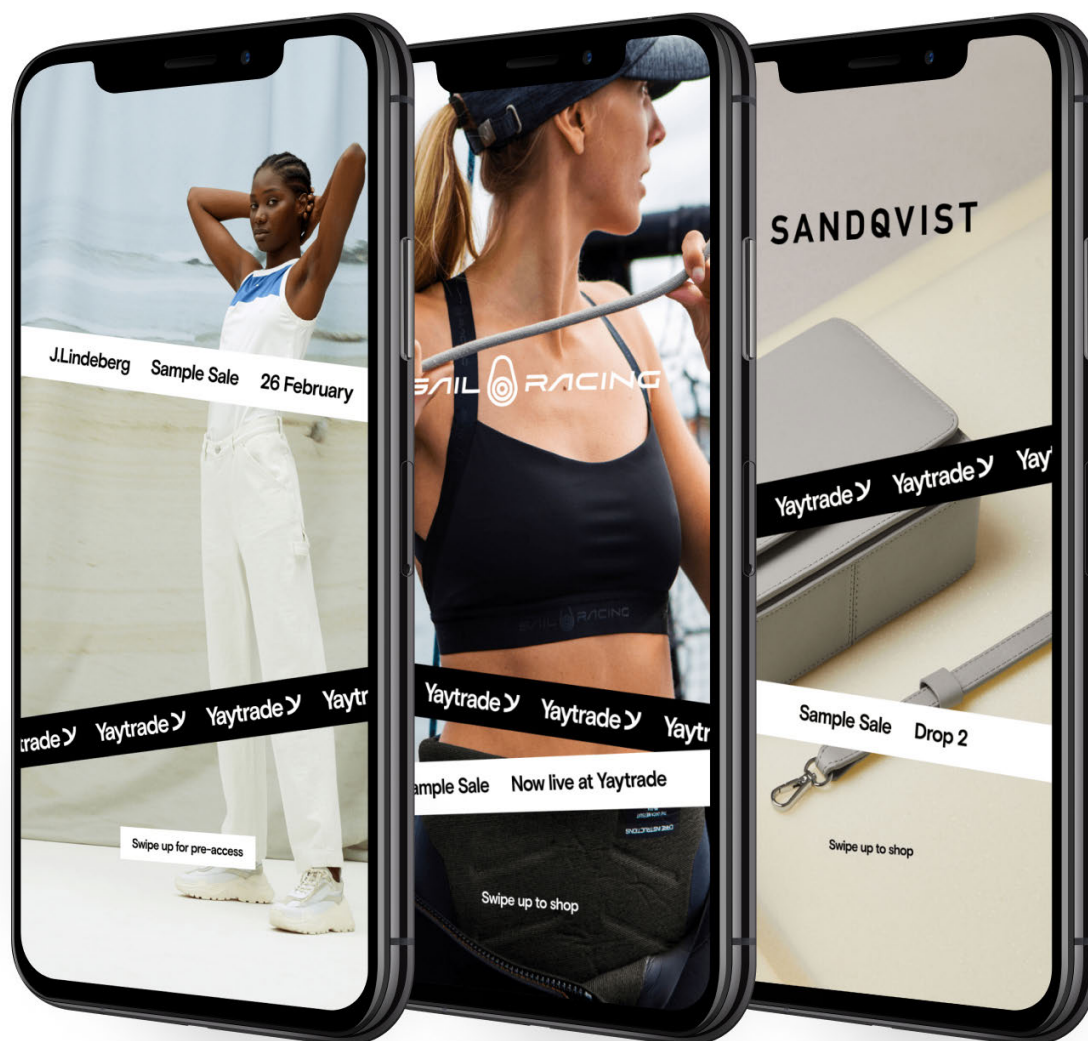 J.Lindeberg Sample Sale 26 February
Yaytrade Yaytrade Yaytr
Swipe up for pre-access
SAIL RACING
SAIL RACING
Yaytrade Yaytrade Yaytr
ample Sale Now live at Yaytrade
Swipe up to shop
SANDQVIST
Yaytrade Yaytrade Yay
Sample Sale Drop 2
Swipe up to shop